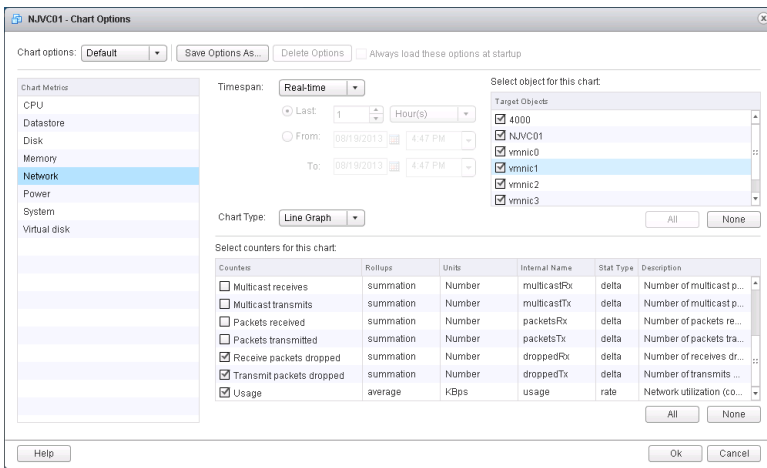 NJVC01 - Chart Options
Chart options: Default Save Options As... Delete Options Always load these options at startup
Chart Metrics
CPU
Datastore
Disk
Memory
Network
Power
System
Virtual disk
Timespan: Real-time
Last: 1 Hour(s)
From: 08/19/2013 4:47 PM
To: 08/19/2013 4:47 PM
Chart Type: Line Graph
Select object for this chart:
Target Objects
4000
NJVC01
vmnic0
vmnic1
vmnic2
vmnic3
All None
Select counters for this chart:
Counters Rollups Units Internal Name Stat Type Description
Multicast receives summation Number multicastRx delta Number of multicast p...
Multicast transmits summation Number multicastTx delta Number of multicast p...
Packets received summation Number packetsRx delta Number of packets re...
Packets transmitted summation Number packetsTx delta Number of packets tra...
Receive packets dropped summation Number droppedRx delta Number of receives dr...
Transmit packets dropped summation Number droppedTx delta Number of transmits ...
Usage average KBps usage rate Network utilization (co...
All None
Help Ok Cancel